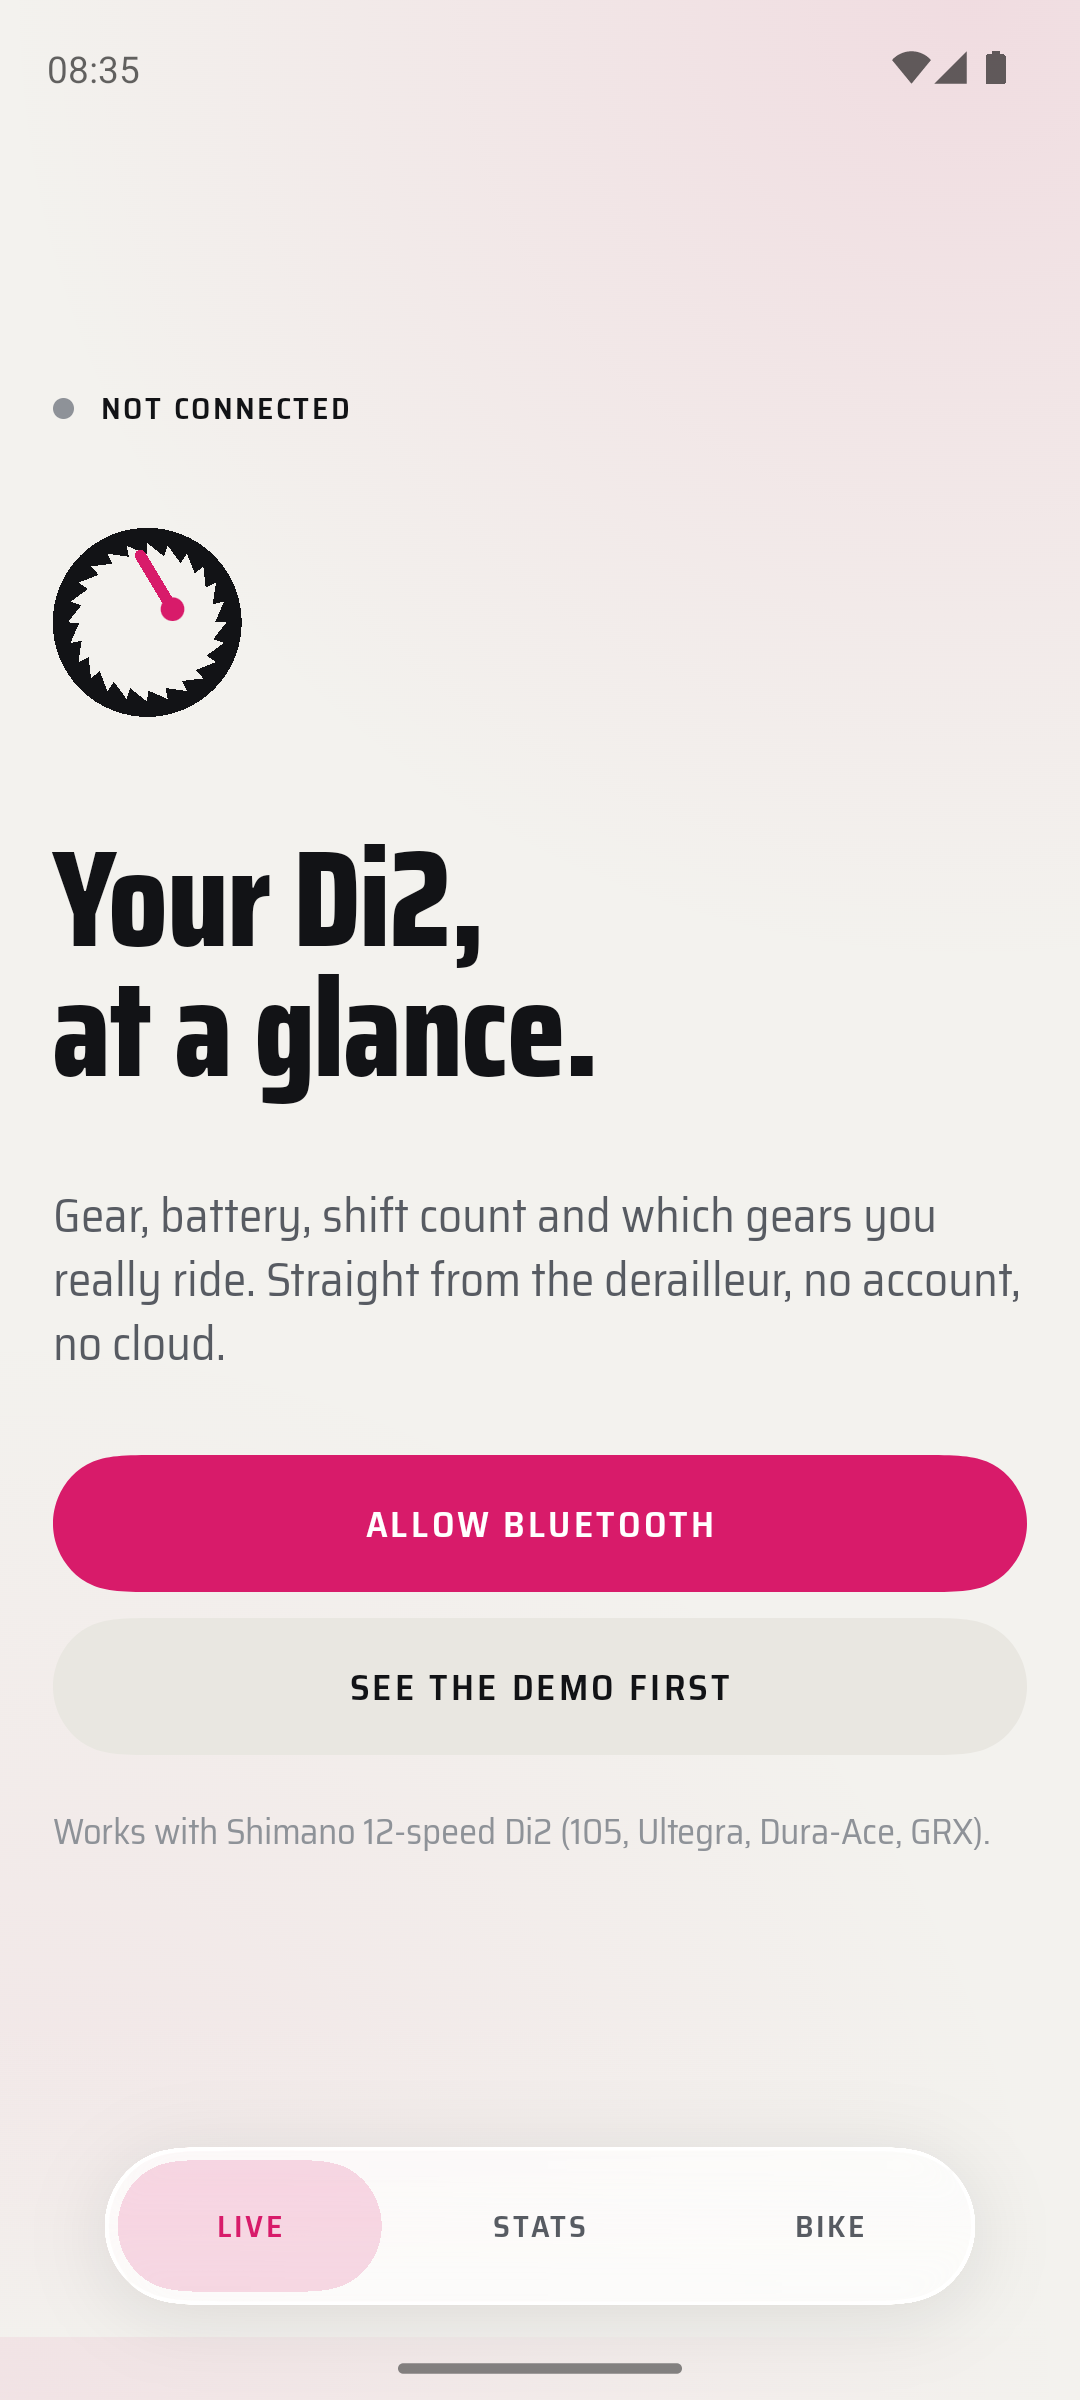 08:35
NOT CONNECTED
Your Di2,
at a glance.
Gear, battery, shift count and which gears you
really ride. Straight from the derailleur, no account,
no cloud.
ALLOW BLUETOOTH
SEE THE DEMO FIRST
Works with Shimano 12-speed Di2 (105, Ultegra, Dura-Ace, GRX).
LIVE STATS BIKE